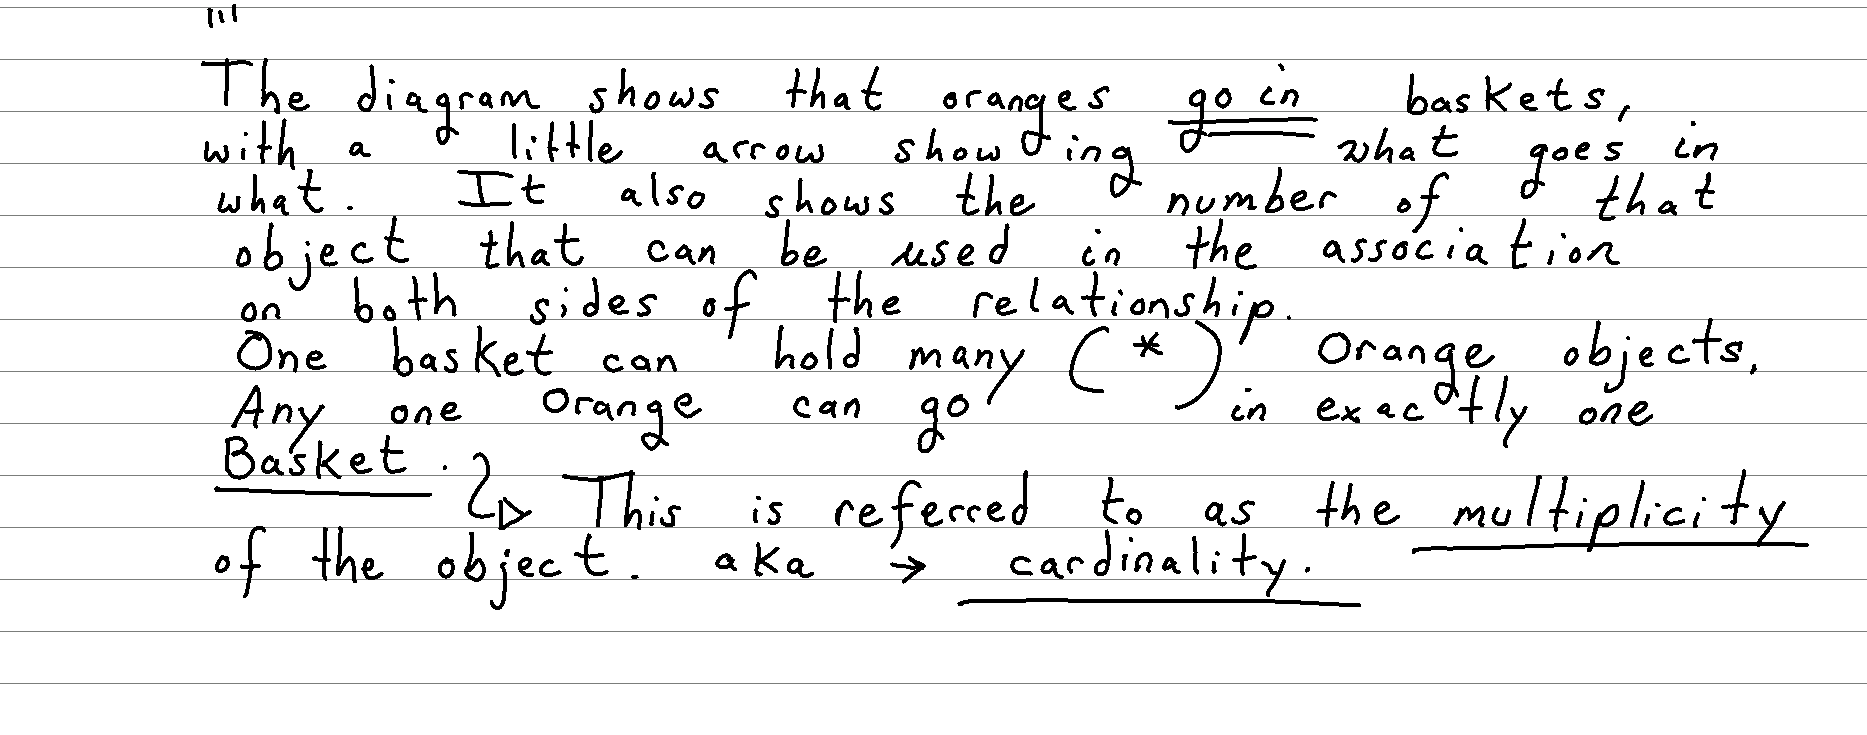 '''
The diagram shows that oranges go in baskets,
with a little arrow showing what goes in
what. It also shows the number of that
object that can be used in the association
on both sides of the relationship.
One basket can hold many (*) Orange objects,
Any one Orange can go in exactly one
Basket. This is referred to as the multiplicity
of the object. aka → cardinality.